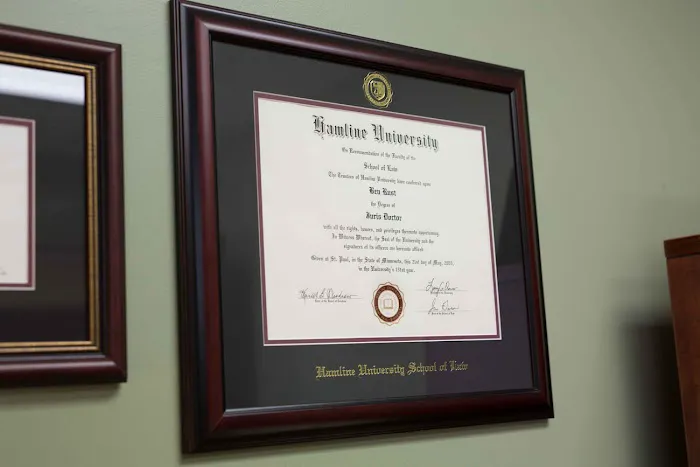 Hamline University
On Recommendation of the Faculty of the
School of Law
The Trustees of Hamline University have conferred upon
Ben Rust
the Degree of
Juris Doctor
with all the rights, honors, and privileges thereunto appertaining.
In Witness Whereof, the Seal of the University and the
signatures of its officers are hereunto affixed.
Given at St. Paul, in the State of Minnesota, this 21st day of May,
in the University's
Hamline University School of Law